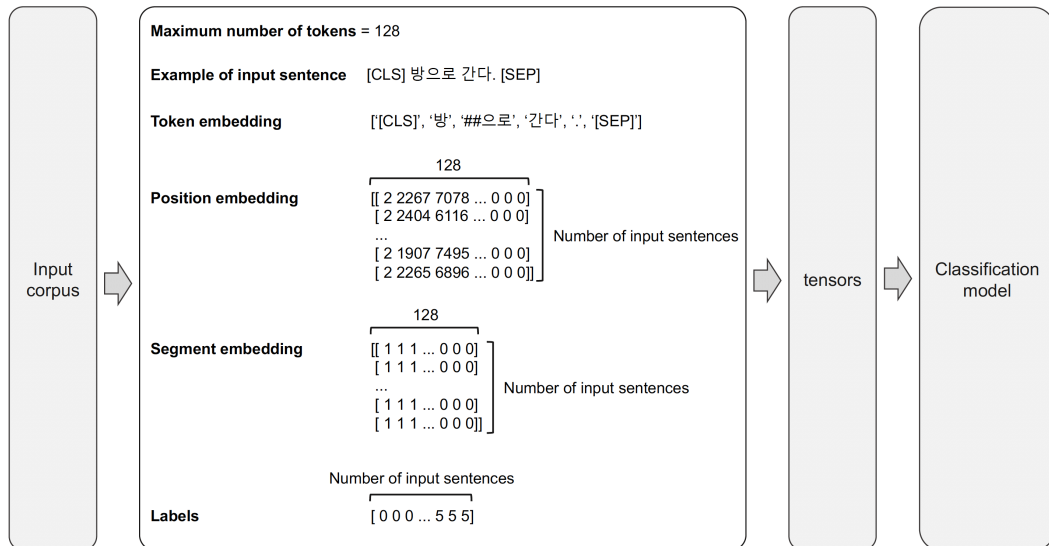 Maximum number of tokens = 128
Example of input sentence [CLS] 방으로 간다. [SEP]
Token embedding ['[CLS]', '방', '##으로', '간다', '.', '[SEP]']
128
Position embedding [[ 2 2267 7078 ... 0 0 0]
[ 2 2404 6116 ... 0 0 0]
...
[ 2 1907 7495 ... 0 0 0]
[ 2 2265 6896 ... 0 0 0]]
Number of input sentences
128
Segment embedding [[ 1 1 1 ... 0 0 0]
[ 1 1 1 ... 0 0 0]
...
[ 1 1 1 ... 0 0 0]
[ 1 1 1 ... 0 0 0]]
Number of input sentences
Number of input sentences
Labels [ 0 0 0 ... 5 5 5]
Input
corpus
tensors
Classification
model